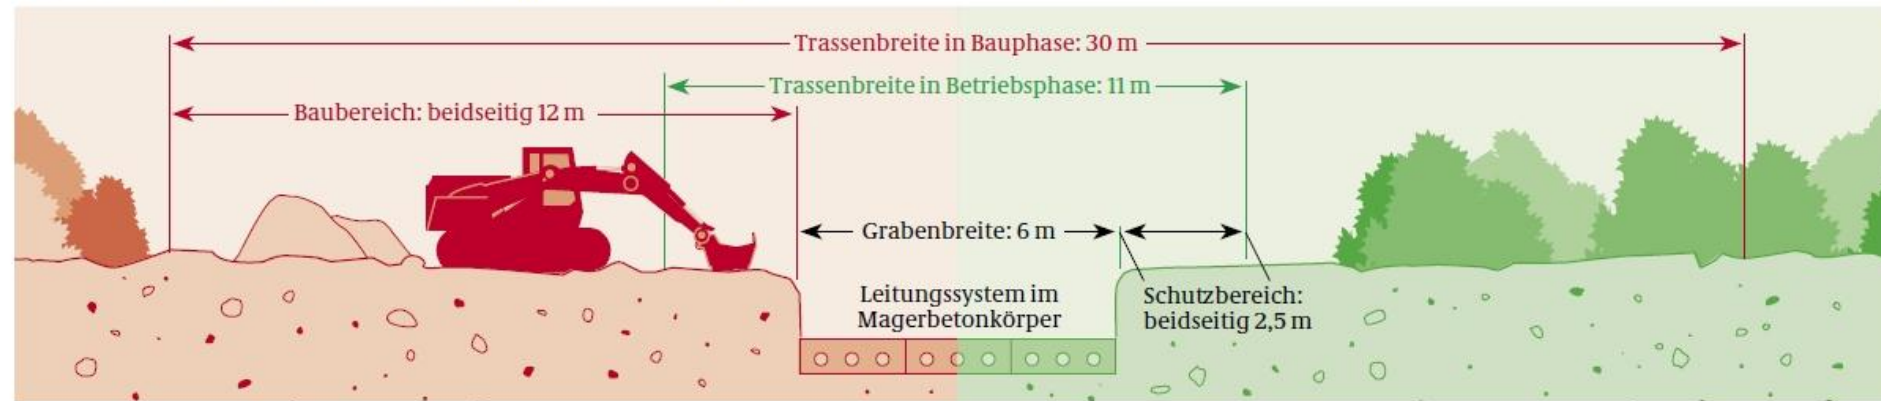 Trassenbreite in Bauphase: 30 m
Trassenbreite in Betriebsphase: 11 m
Baubereich: beidseitig 12 m
Grabenbreite: 6 m
Leitungssystem im
Magerbetonkörper
Schutzbereich:
beidseitig 2,5 m